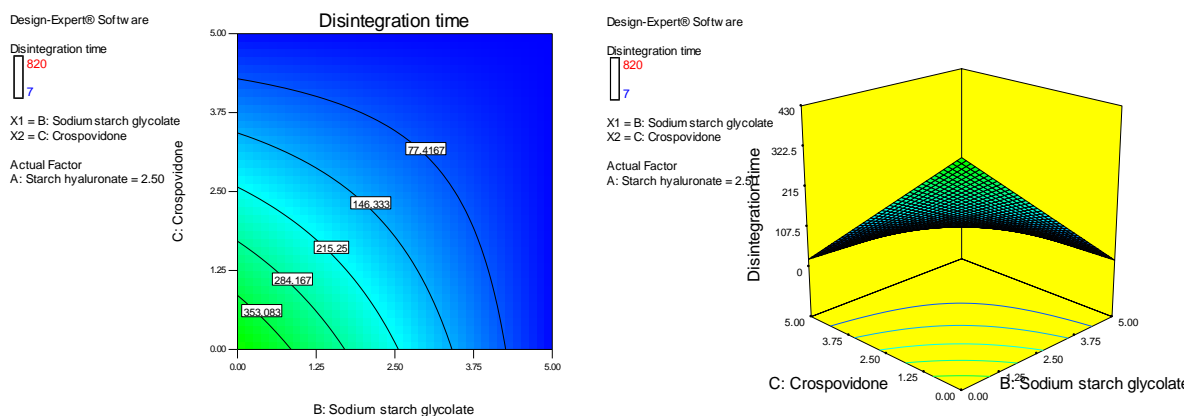 Design-Expert® Software
Disintegration time
820
7
X1 = B: Sodium starch glycolate
X2 = C: Crospovidone
Actual Factor
A: Starch hyaluronate = 2.50
Disintegration time
5.00
3.75
2.50
1.25
0.00
C: Crospovidone
77.4167
146.333
215.25
284.167
353.083
0.00
1.25
2.50
3.75
5.00
B: Sodium starch glycolate
Design-Expert® Software
Disintegration time
820
7
X1 = B: Sodium starch glycolate
X2 = C: Crospovidone
Actual Factor
A: Starch hyaluronate = 2.50
Disintegration time
430
322.5
215
107.5
0
5.00
3.75
2.50
1.25
0.00
0.00
1.25
2.50
3.75
5.00
C: Crospovidone
B: Sodium starch glycolate